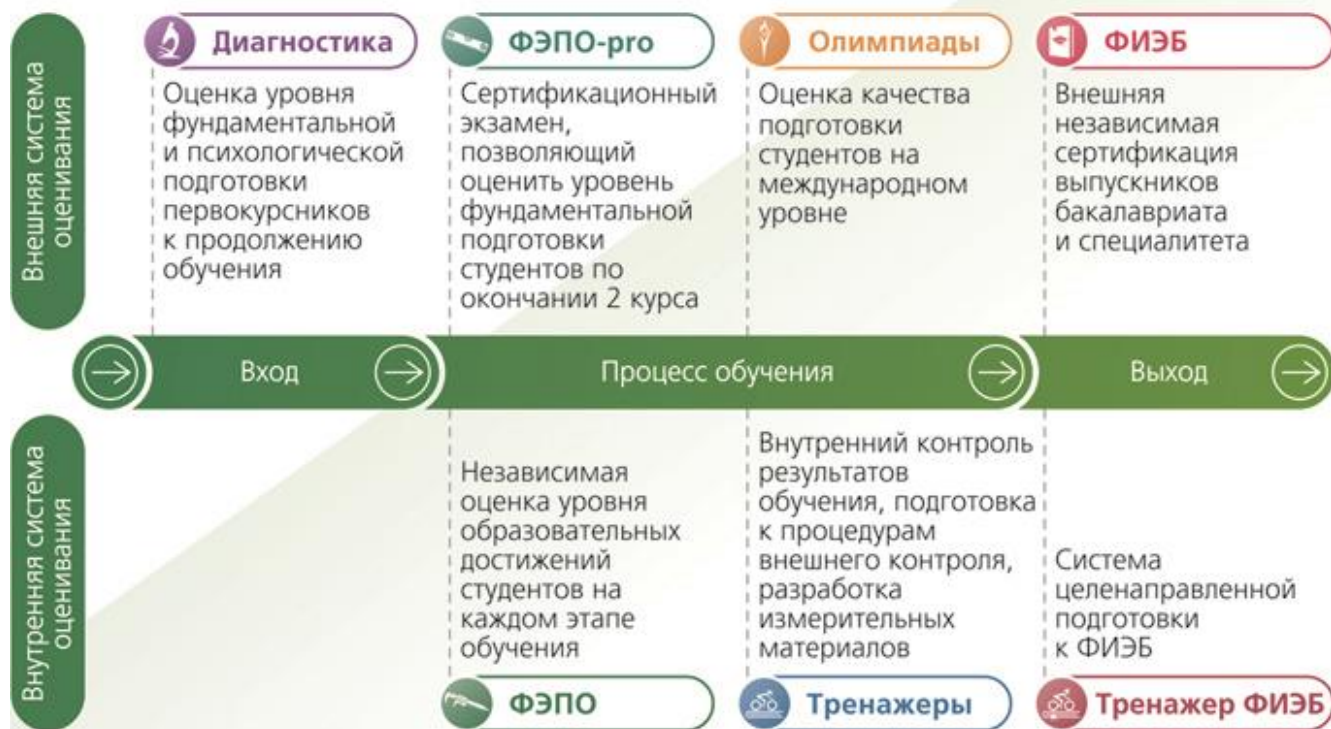 Внешняя система
оценивания
Диагностика
Оценка уровня
фундаментальной
и психологической
подготовки
первокурсников
к продолжению
обучения
ФЭПО-pro
Сертификационный
экзамен,
позволяющий
оценить уровень
фундаментальной
подготовки
студентов по
окончании 2 курса
Олимпиады
Оценка качества
подготовки
студентов на
международном
уровне
ФИЭБ
Внешняя
независимая
сертификация
выпускников
бакалавриата
и специалитета
Вход
Процесс обучения
Выход
Внутренняя система
оценивания
Независимая
оценка уровня
образовательных
достижений
студентов на
каждом этапе
обучения
ФЭПО
Внутренний контроль
результатов
обучения, подготовка
к процедурам
внешнего контроля,
разработка
измерительных
материалов
Тренажеры
Система
целенаправленной
подготовки
к ФИЭБ
Тренажер ФИЭБ